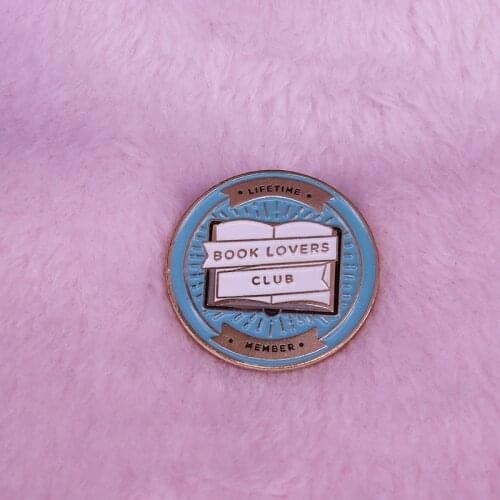 • LIFETIME •
BOOK LOVERS
CLUB
• MEMBER •